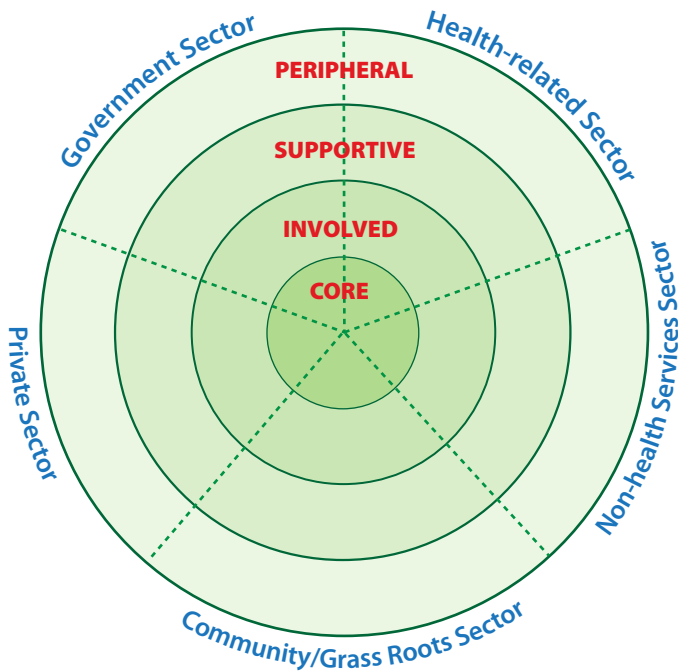 Government Sector
Health-related Sector
PERIPHERAL
SUPPORTIVE
INVOLVED
CORE
Private Sector
Non-health Services Sector
Community/Grass Roots Sector